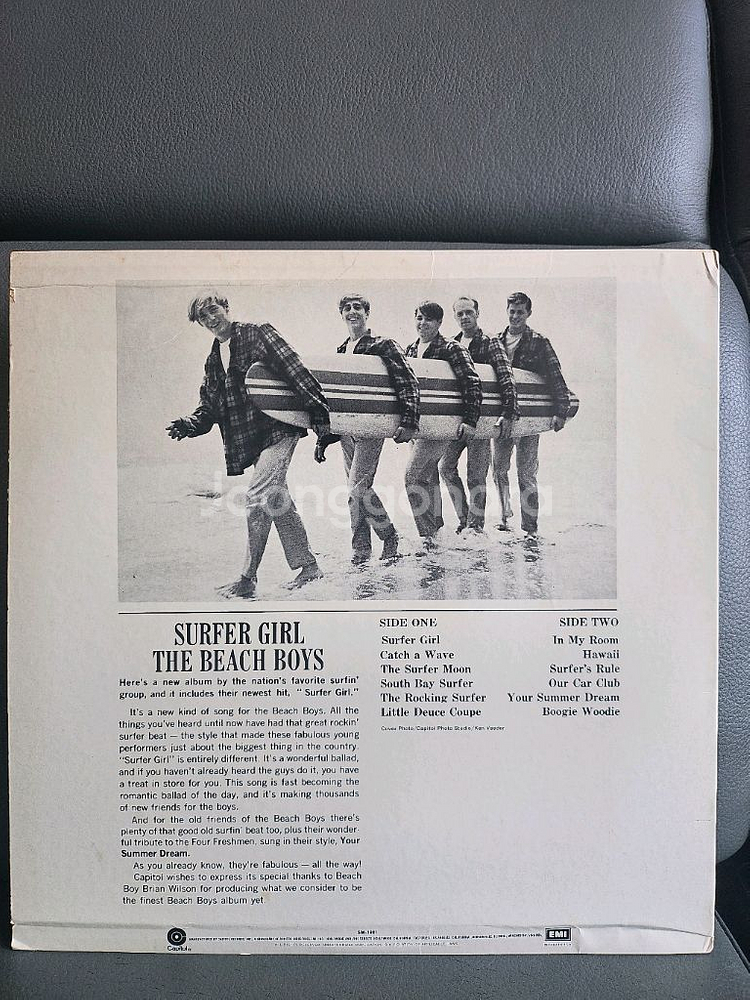 Joonggonara
SURFER GIRL
THE BEACH BOYS
Here's a new album by the nation's favorite surfin'
group, and it includes their newest hit, "Surfer Girl."
It's a new kind of song for the Beach Boys. All the
things you've heard until now have had that great rockin'
surfer beat — the style that made these fabulous young
performers just about the biggest thing in the country.
"Surfer Girl" is entirely different. It's a wonderful ballad,
and if you haven't already heard the guys do it, you have
a treat in store for you. This song is fast becoming the
romantic ballad of the day, and it's making thousands
of new friends for the boys.
And for the old friends of the Beach Boys there's
plenty of that good old surfin' beat too, plus their wonder-
ful tribute to the Four Freshmen, sung in their style, Your
Summer Dream.
As you already know, they're fabulous — all the way!
Capitol wishes to express its special thanks to Beach
Boy Brian Wilson for producing what we consider to be
the finest Beach Boys album yet.
SIDE ONE
Surfer Girl
Catch a Wave
The Surfer Moon
South Bay Surfer
The Rocking Surfer
Little Deuce Coupe
SIDE TWO
In My Room
Hawaii
Surfer's Rule
Our Car Club
Your Summer Dream
Boogie Woodie
Cover Photo/Capitol Photo Studio/Ken Veeder
Capitol
SM-1981
EMI